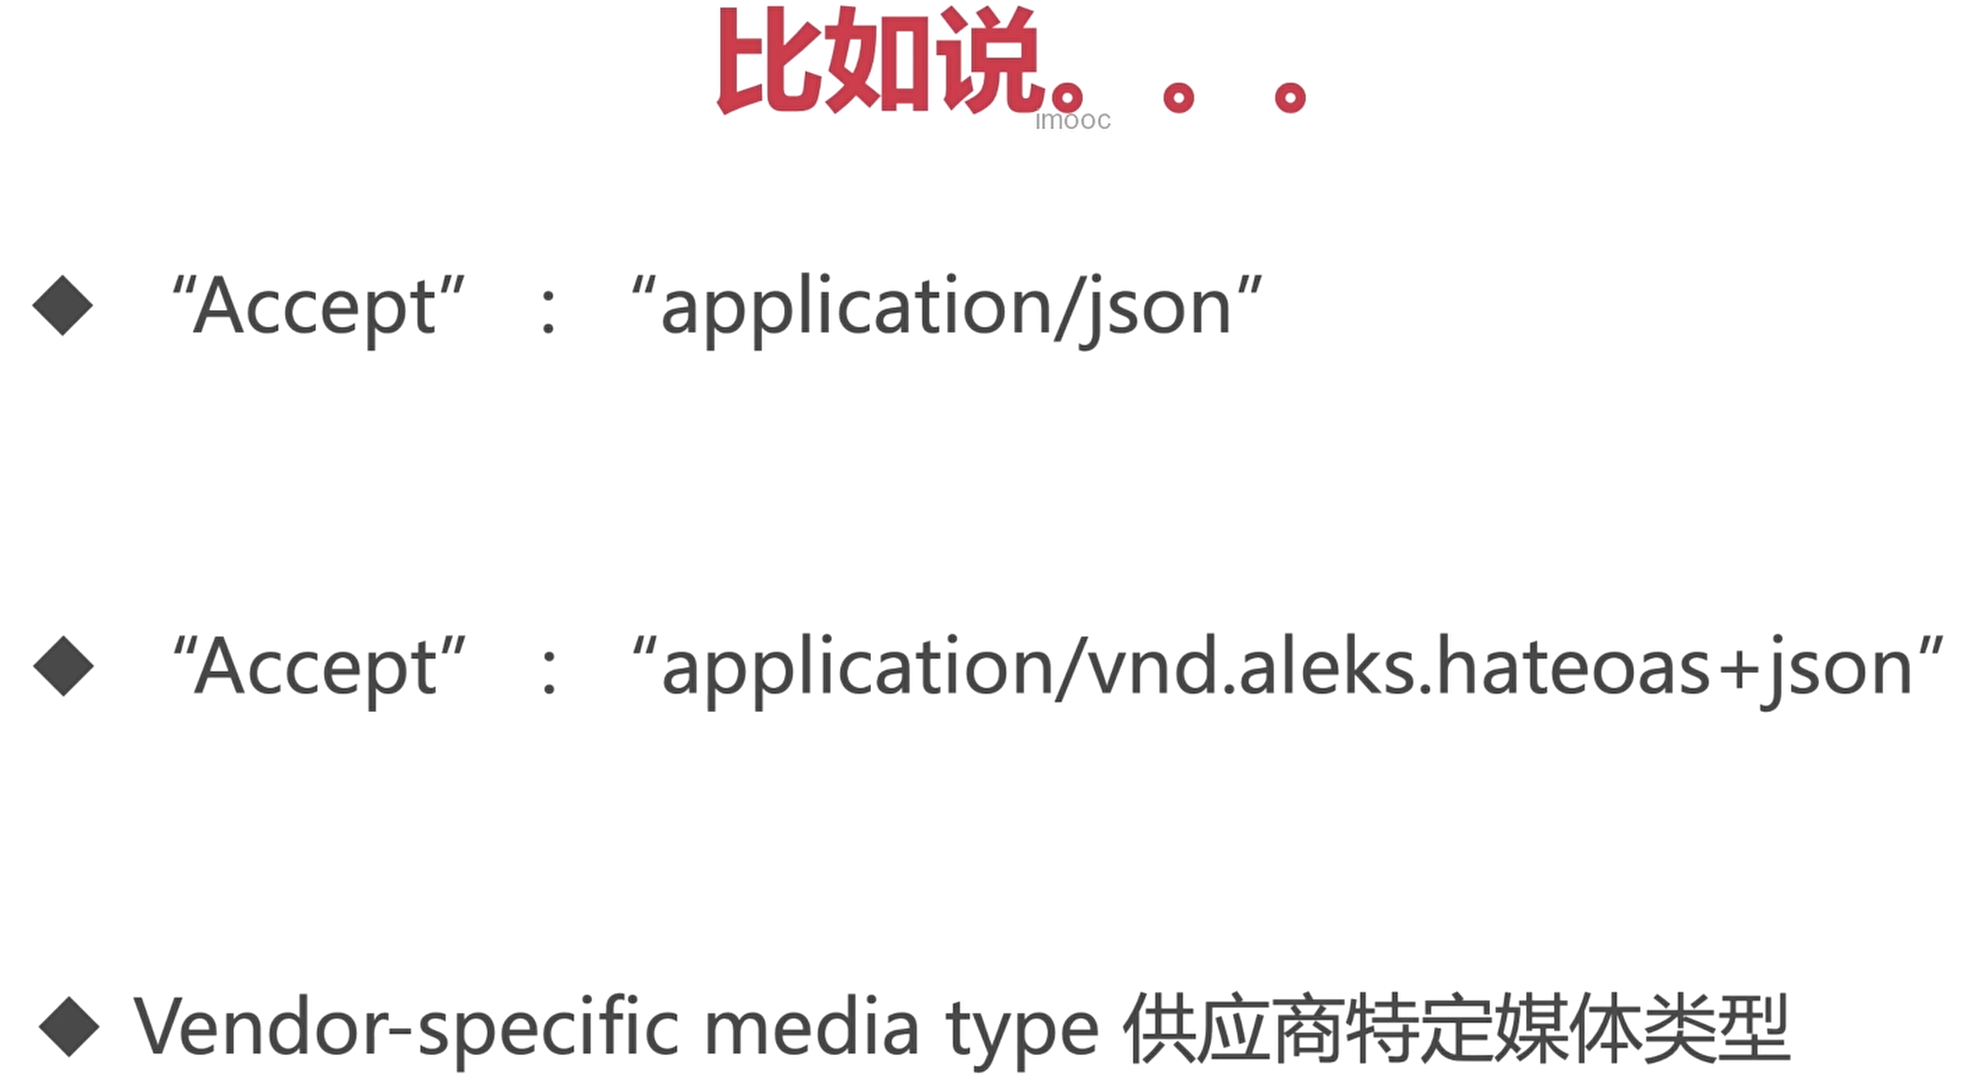 比如说。。。
imooc
“Accept” : “application/json”
“Accept” : “application/vnd.aleks.hateoas+json”
Vendor-specific media type 供应商特定媒体类型